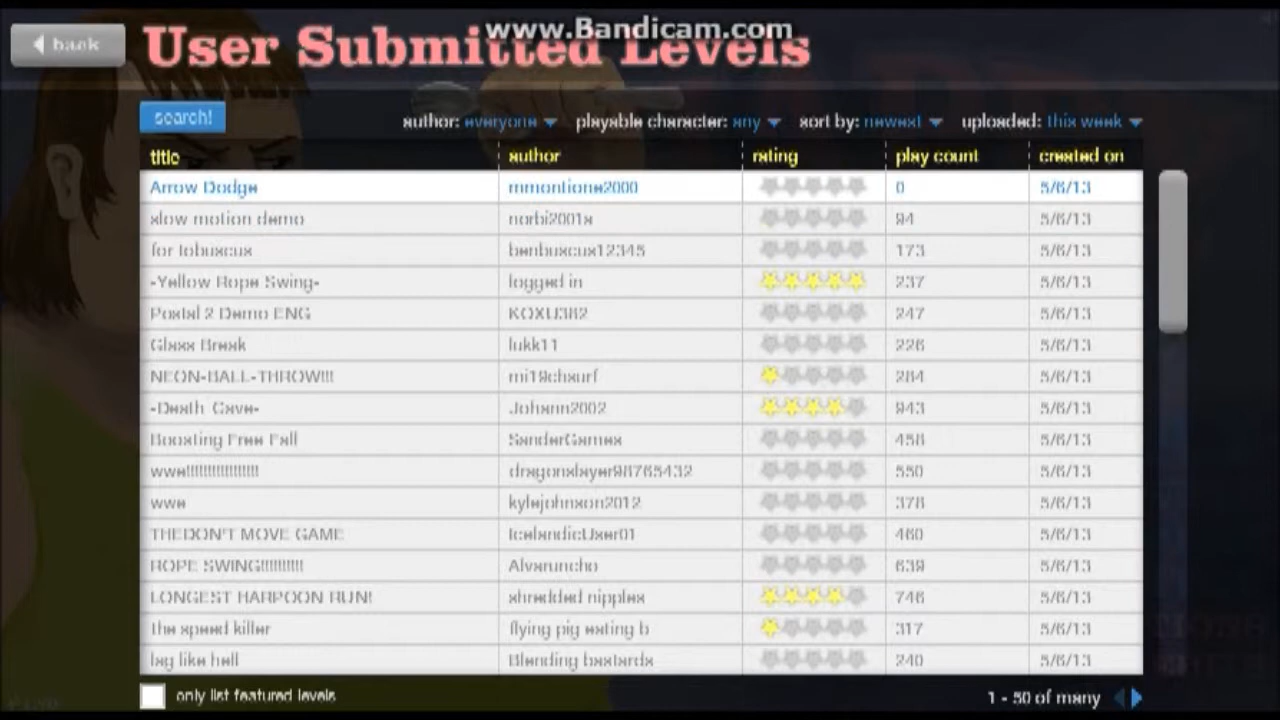 www.Bandicam.com
back
User Submitted Levels
search!
author: everyone playable character: any sort by: newest uploaded: this week
title author rating play count created on
Arrow Dodge mmontione2000 0 5/6/13
slow motion demo norbi2001s 94 5/6/13
for tobuscus benbuscus12345 173 5/6/13
-Yellow Rope Swing- logged in 237 5/6/13
Postal 2 Demo ENG KOXU382 247 5/6/13
Glass Break lukk11 226 5/6/13
NEON-BALL-THROW!!! mi19chsurf 284 5/6/13
-Death Cave- Johann2002 943 5/6/13
Boosting Free Fall SanderGames 458 5/6/13
wwe!!!!!!!!!!!!!!!!! dragonslayer98765432 550 5/6/13
wwe kylejohnson2012 378 5/6/13
THEDON'T MOVE GAME IcelandicUser01 460 5/6/13
ROPE SWING!!!!!!!!!! Alvaruncho 639 5/6/13
LONGEST HARPOON RUN! shredded nipples 746 5/6/13
the speed killer flying pig eating b 317 5/6/13
lag like hell Blending bastards 240 5/6/13
only list featured levels 1 - 50 of many